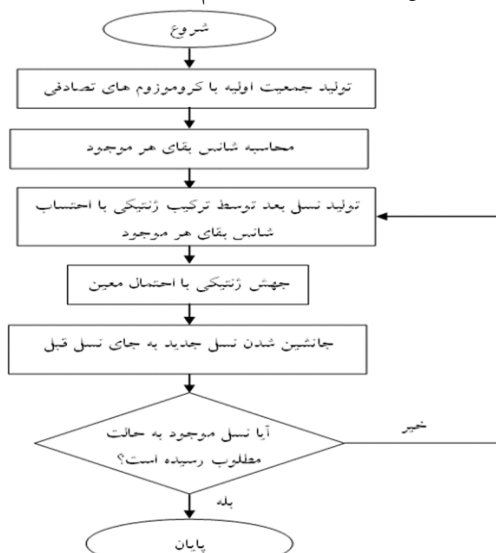 شروع
تولید جمعیت اولیه با کروموزوم های تصادفی
محاسبه شانس بقای هر موجود
تولید نسل بعد توسط ترکیب ژنتیکی با احتساب
شانس بقای هر موجود
جهش ژنتیکی با احتمال معین
جانشین شدن نسل جدید به جای نسل قبل
آیا نسل موجود به حالت
مطلوب رسیده است؟
خیر
بله
پایان